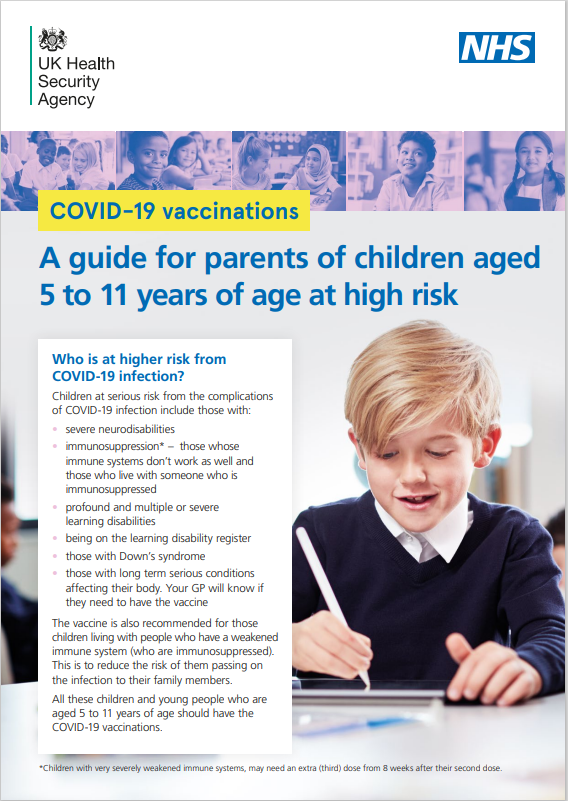 UK Health
Security
Agency
NHS
COVID-19 vaccinations
A guide for parents of children aged
5 to 11 years of age at high risk
Who is at higher risk from
COVID-19 infection?
Children at serious risk from the complications
of COVID-19 infection include those with:
• severe neurodisabilities
• immunosuppression* – those whose
immune systems don’t work as well and
those who live with someone who is
immunosuppressed
• profound and multiple or severe
learning disabilities
• being on the learning disability register
• those with Down’s syndrome
• those with long term serious conditions
affecting their body. Your GP will know if
they need to have the vaccine
The vaccine is also recommended for those
children living with people who have a weakened
immune system (who are immunosuppressed).
This is to reduce the risk of them passing on
the infection to their family members.
All these children and young people who are
aged 5 to 11 years of age should have the
COVID-19 vaccinations.
*Children with very severely weakened immune systems, may need an extra (third) dose from 8 weeks after their second dose.